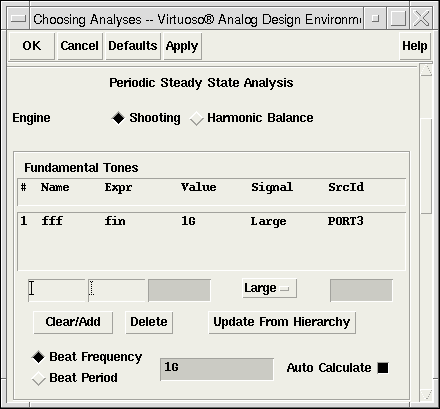 Choosing Analyses -- Virtuoso® Analog Design Environm
OK Cancel Defaults Apply Help
Periodic Steady State Analysis
Engine Shooting Harmonic Balance
Fundamental Tones
# Name Expr Value Signal SrcId
1 fff fin 1G Large PORT3
Large
Clear/Add Delete Update From Hierarchy
Beat Frequency
1G Auto Calculate
Beat Period